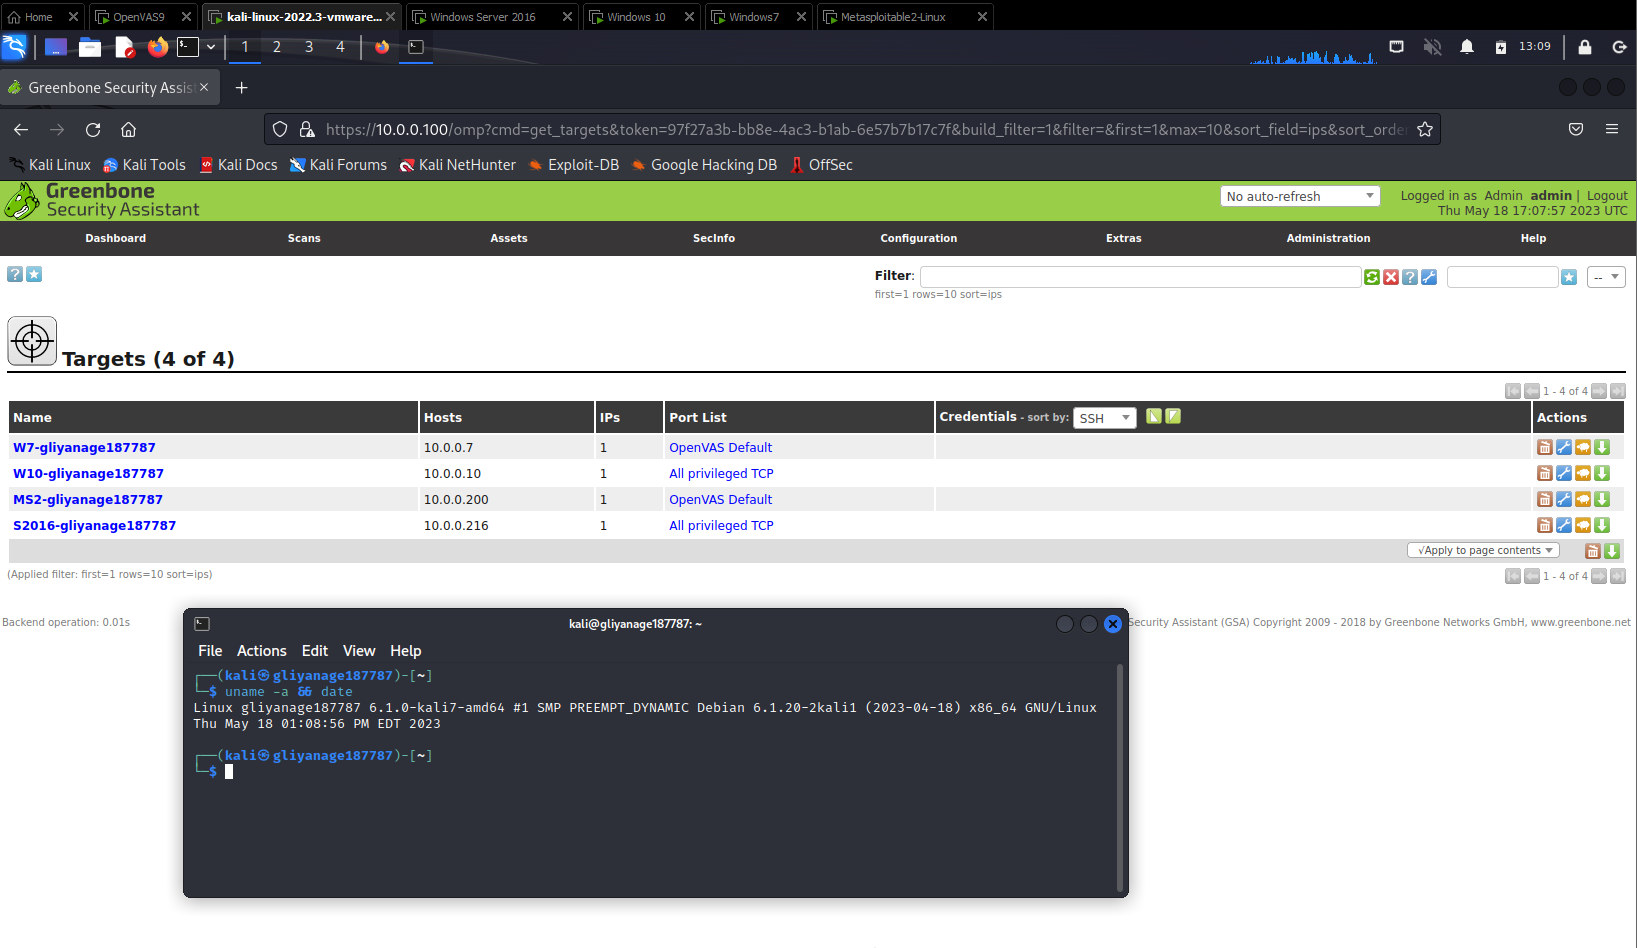 Home
OpenVAS9
kali-linux-2022.3-vmware...
Windows Server 2016
Windows 10
Windows7
Metasploitable2-Linux
1 2 3 4
13:09
Greenbone Security Assis
https://10.0.0.100/omp?cmd=get_targets&token=97f27a3b-bb8e-4ac3-b1ab-6e57b7b17c7f&build_filter=1&filter=&first=1&max=10&sort_field=ips&sort_orde
Kali Linux Kali Tools Kali Docs Kali Forums Kali NetHunter Exploit-DB Google Hacking DB OffSec
Greenbone
Security Assistant
No auto-refresh
Logged in as Admin admin | Logout
Thu May 18 17:07:57 2023 UTC
Dashboard Scans Assets SecInfo Configuration Extras Administration Help
Filter:
--
first=1 rows=10 sort=ips
Targets (4 of 4)
1 - 4 of 4
Name Hosts IPs Port List Credentials - sort by: SSH Actions
W7-gliyanage187787 10.0.0.7 1 OpenVAS Default
W10-gliyanage187787 10.0.0.10 1 All privileged TCP
MS2-gliyanage187787 10.0.0.200 1 OpenVAS Default
S2016-gliyanage187787 10.0.0.216 1 All privileged TCP
√Apply to page contents
(Applied filter: first=1 rows=10 sort=ips)
1 - 4 of 4
Backend operation: 0.01s
Security Assistant (GSA) Copyright 2009 - 2018 by Greenbone Networks GmbH, www.greenbone.net
kali@gliyanage187787: ~
File Actions Edit View Help
┌──(kali㉿gliyanage187787)-[~]
└─$ uname -a && date
Linux gliyanage187787 6.1.0-kali7-amd64 #1 SMP PREEMPT_DYNAMIC Debian 6.1.20-2kali1 (2023-04-18) x86_64 GNU/Linux
Thu May 18 01:08:56 PM EDT 2023
┌──(kali㉿gliyanage187787)-[~]
└─$